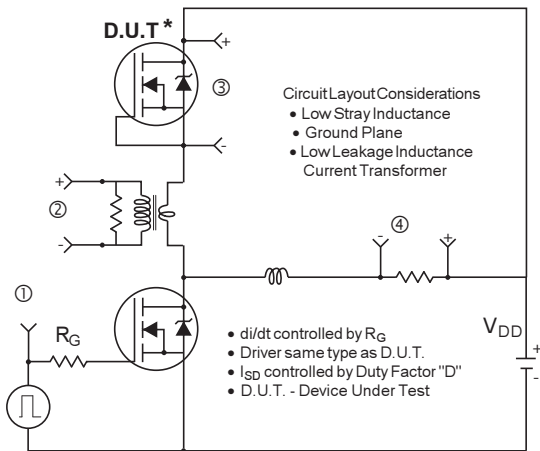 D.U.T*
+
③
-
Circuit Layout Considerations
• Low Stray Inductance
• Ground Plane
• Low Leakage Inductance
Current Transformer
+
②
-
-
④
+
①
RG
• di/dt controlled by RG
• Driver same type as D.U.T.
• ISD controlled by Duty Factor "D"
• D.U.T. - Device Under Test
VDD
+
-